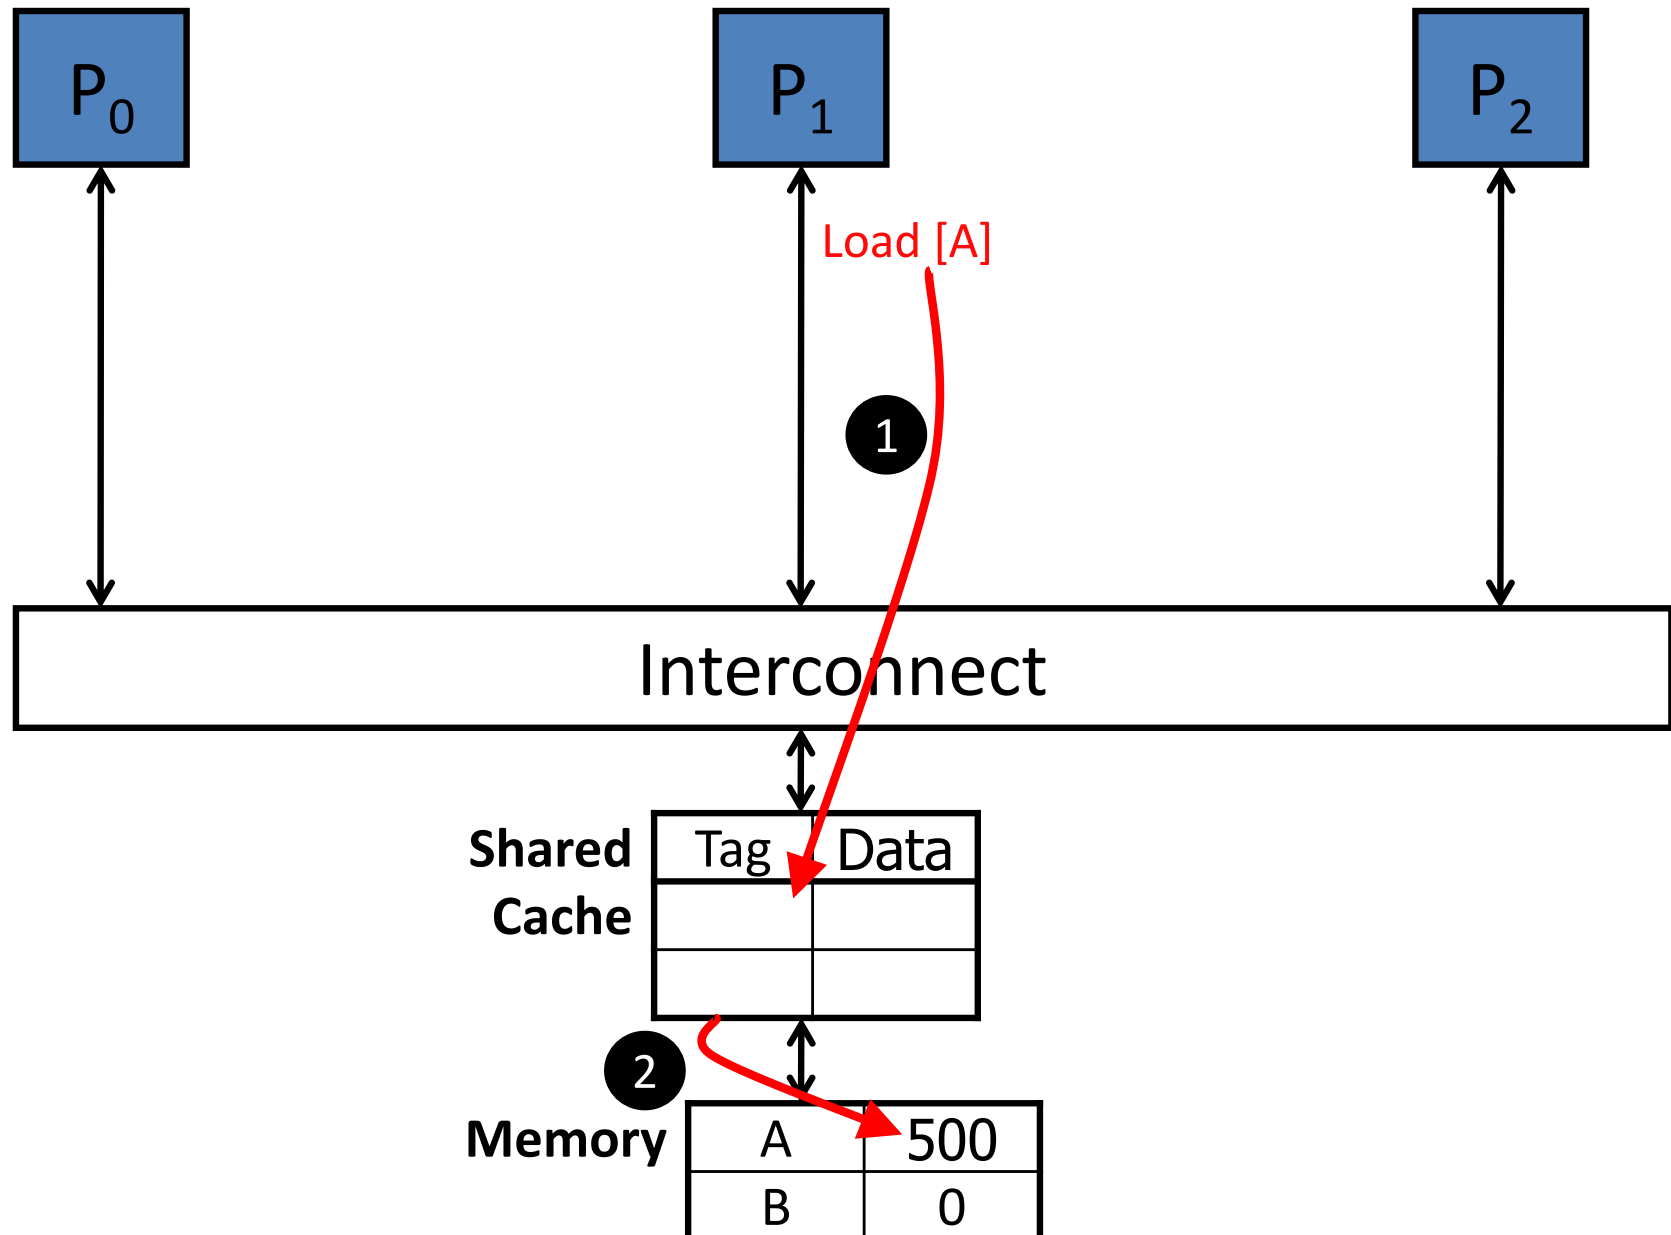 P0 P1 P2
Load [A]
1
Interconnect
Shared Cache
Tag Data
2
Memory
A 500
B 0